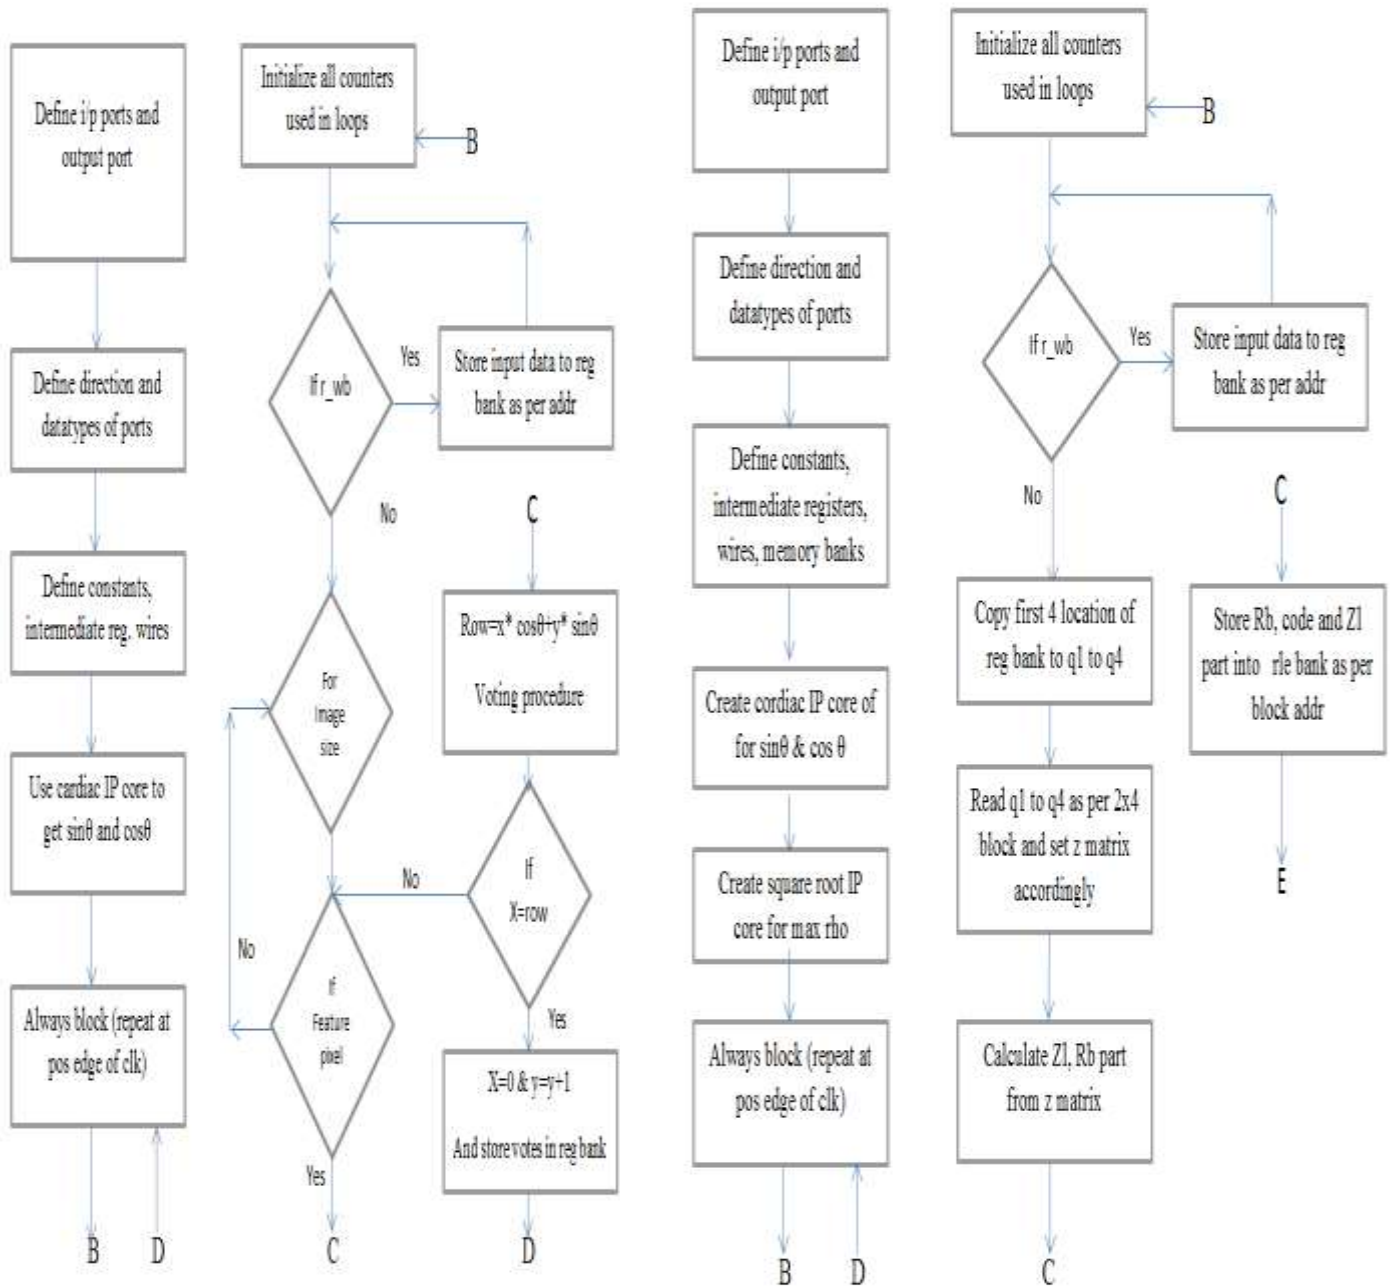 Define i/p ports and
output port
Define direction and
datatypes of ports
Define constants,
intermediate reg. wires
Use cardiac IP core to
get sinθ and cosθ
Always block (repeat at
pos edge of clk)
B
D
Initialize all counters
used in loops
B
If r_wb
Yes
Store input data to reg
bank as per addr
No
For
Image
size
No
If
Feature
pixel
Yes
C
C
Row=x* cosθ+y* sinθ
Voting procedure
If
X=row
No
Yes
X=0 & y=y+1
And store votes in reg bank
D
Define i/p ports and
output port
Define direction and
datatypes of ports
Define constants,
intermediate registers,
wires, memory banks
Create cordiac IP core of
for sinθ & cos θ
Create square root IP
core for max rho
Always block (repeat at
pos edge of clk)
B
D
Initialize all counters
used in loops
B
If r_wb
Yes
Store input data to reg
bank as per addr
No
Copy first 4 location of
reg bank to q1 to q4
Read q1 to q4 as per 2x4
block and set z matrix
accordingly
Calculate Zl, Rb part
from z matrix
C
C
Store Rb, code and Zl
part into rle bank as per
block addr
E